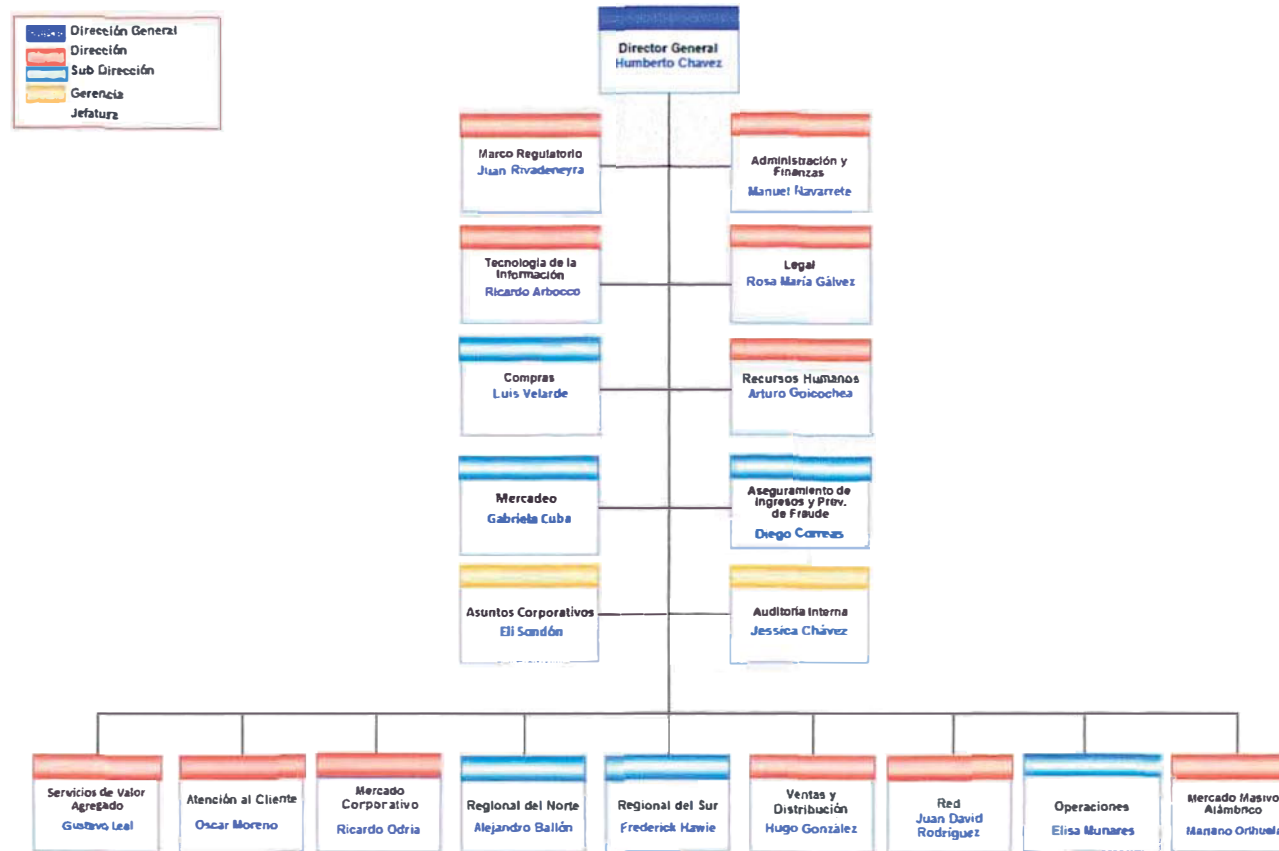 Dirección General
Dirección
Sub Dirección
Gerencia
Jefatura
Director General
Humberto Chavez
Marco Regulatorio
Juan Rivadeneyra
Administración y
Finanzas
Manuel Navarrete
Tecnología de la
Información
Ricardo Arbocco
Legal
Rosa María Gálvez
Compras
Luis Velarde
Recursos Humanos
Arturo Goicochea
Mercadeo
Gabriela Cuba
Aseguramiento de
Ingresos y Prev.
de Fraude
Diego Correas
Asuntos Corporativos
Eli Sondón
Auditoría Interna
Jessica Chávez
Servicios de Valor
Agregado
Gustavo Leal
Atención al Cliente
Oscar Moreno
Mercado
Corporativo
Ricardo Odria
Regional del Norte
Alejandro Ballón
Regional del Sur
Frederick Hawie
Ventas y
Distribución
Hugo González
Red
Juan David
Rodríguez
Operaciones
Elisa Munares
Mercado Masivo
Alámbrico
Mariano Orihuela